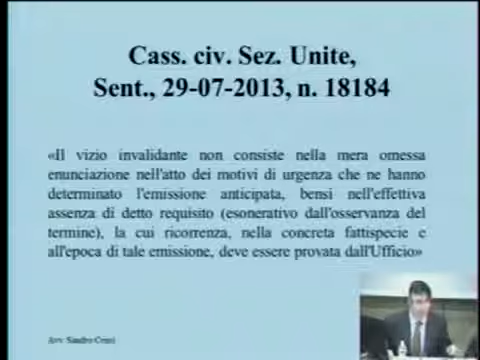 Cass. civ. Sez. Unite,
Sent., 29-07-2013, n. 18184
«Il vizio invalidante non consiste nella mera omessa
enunciazione nell'atto dei motivi di urgenza che ne hanno
determinato l'emissione anticipata, bensì nell'effettiva
assenza di detto requisito (esonerativo dall'osservanza del
termine), la cui ricorrenza, nella concreta fattispecie e
all'epoca di tale emissione, deve essere provata dall'Ufficio»
Avv. Sandro